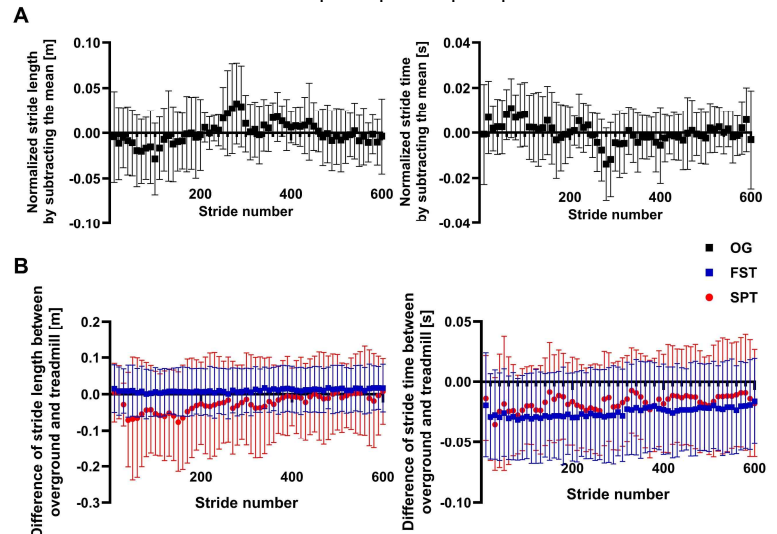 A
Normalized stride length
by subtracting the mean [m]
0.10
0.05
0.00
-0.05
-0.10
200
400
600
Stride number
Normalized stride time
by subtracting the mean [s]
0.04
0.02
0.00
-0.02
-0.04
200
400
600
Stride number
OG
FST
SPT
B
Difference of stride length between
overground and treadmill [m]
0.2
0.1
0.0
-0.1
-0.2
-0.3
200
400
600
Stride number
Difference of stride time between
overground and treadmill [s]
0.05
0.00
-0.05
-0.10
200
400
600
Stride number